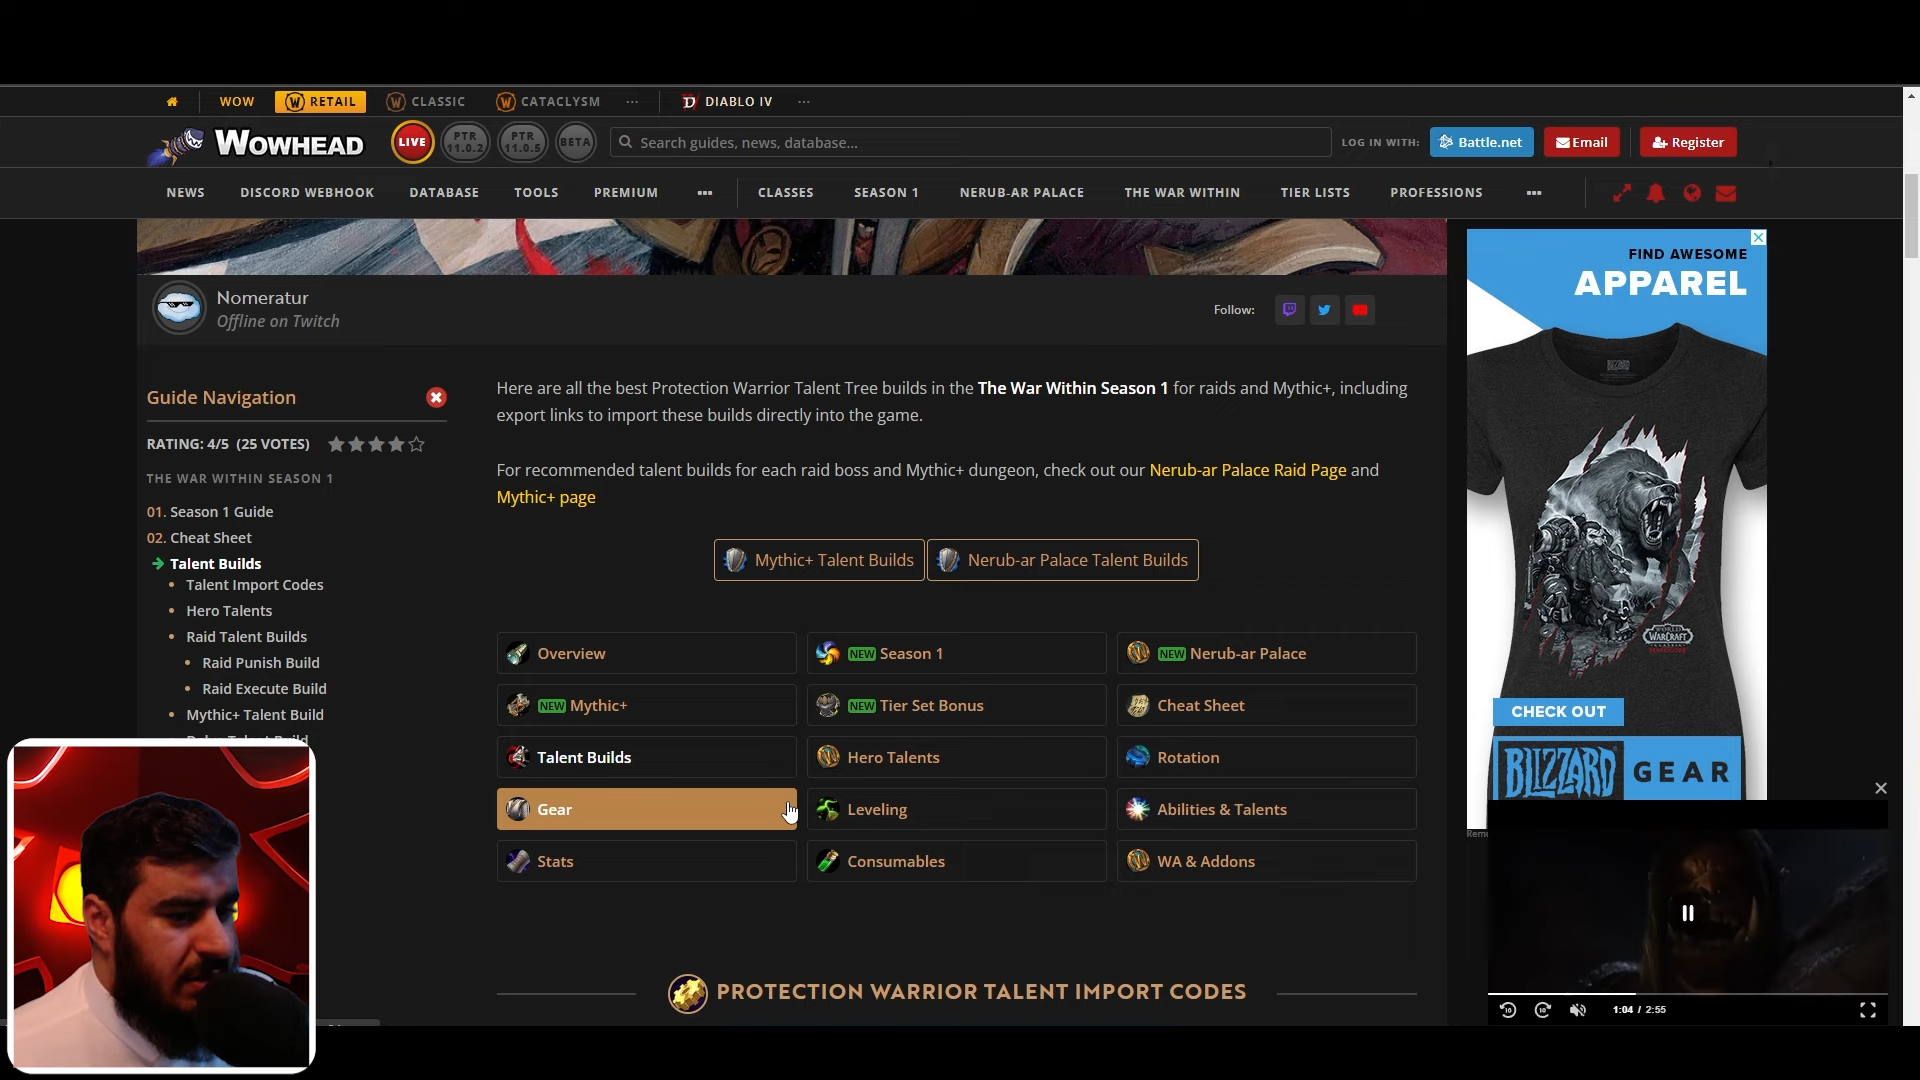 WOW
RETAIL
CLASSIC
CATACLYSM
DIABLO IV
WOWHEAD
LIVE
PTR
11.0.2
PTR
11.0.5
BETA
Search guides, news, database...
LOG IN WITH:
Battle.net
Email
Register
NEWS
DISCORD WEBHOOK
DATABASE
TOOLS
PREMIUM
CLASSES
SEASON 1
NERUB-AR PALACE
THE WAR WITHIN
TIER LISTS
PROFESSIONS
Nomeratur
Offline on Twitch
Follow:
Guide Navigation
RATING: 4/5 (25 VOTES)
THE WAR WITHIN SEASON 1
01. Season 1 Guide
02. Cheat Sheet
Talent Builds
Talent Import Codes
Hero Talents
Raid Talent Builds
Raid Punish Build
Raid Execute Build
Mythic+ Talent Build
Here are all the best Protection Warrior Talent Tree builds in the The War Within Season 1 for raids and Mythic+, including
export links to import these builds directly into the game.
For recommended talent builds for each raid boss and Mythic+ dungeon, check out our Nerub-ar Palace Raid Page and
Mythic+ page
Mythic+ Talent Builds
Nerub-ar Palace Talent Builds
Overview
NEW Season 1
NEW Nerub-ar Palace
NEW Mythic+
NEW Tier Set Bonus
Cheat Sheet
Talent Builds
Hero Talents
Rotation
Gear
Leveling
Abilities & Talents
Stats
Consumables
WA & Addons
PROTECTION WARRIOR TALENT IMPORT CODES
FIND AWESOME
APPAREL
BLIZZARD
WORLD
WARCRAFT
CHECK OUT
BLIZZARD GEAR
1:04 / 2:55